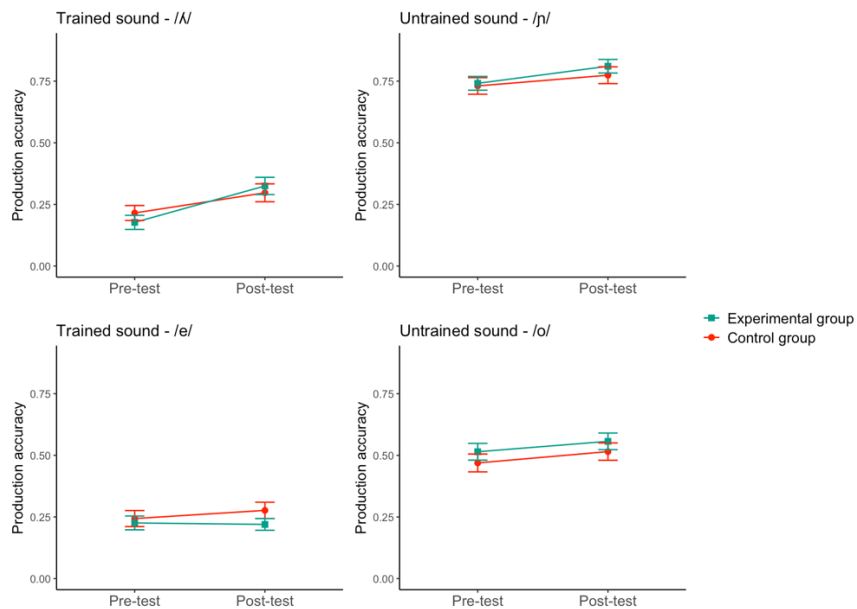 Trained sound - /ʎ/
Production accuracy
0.75
0.50
0.25
0.00
Pre-test Post-test
Untrained sound - /ɲ/
Production accuracy
0.75
0.50
0.25
0.00
Pre-test Post-test
Trained sound - /e/
Production accuracy
0.75
0.50
0.25
0.00
Pre-test Post-test
Untrained sound - /o/
Production accuracy
0.75
0.50
0.25
0.00
Pre-test Post-test
Experimental group
Control group